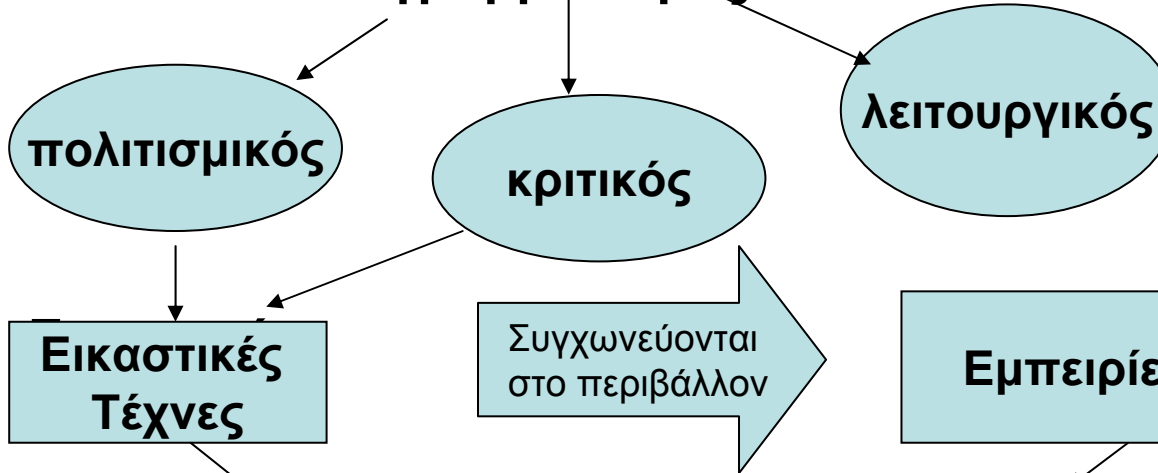 πολιτισμικός
κριτικός
λειτουργικός
Εικαστικές
Τέχνες
Συγχωνεύονται
στο περιβάλλον